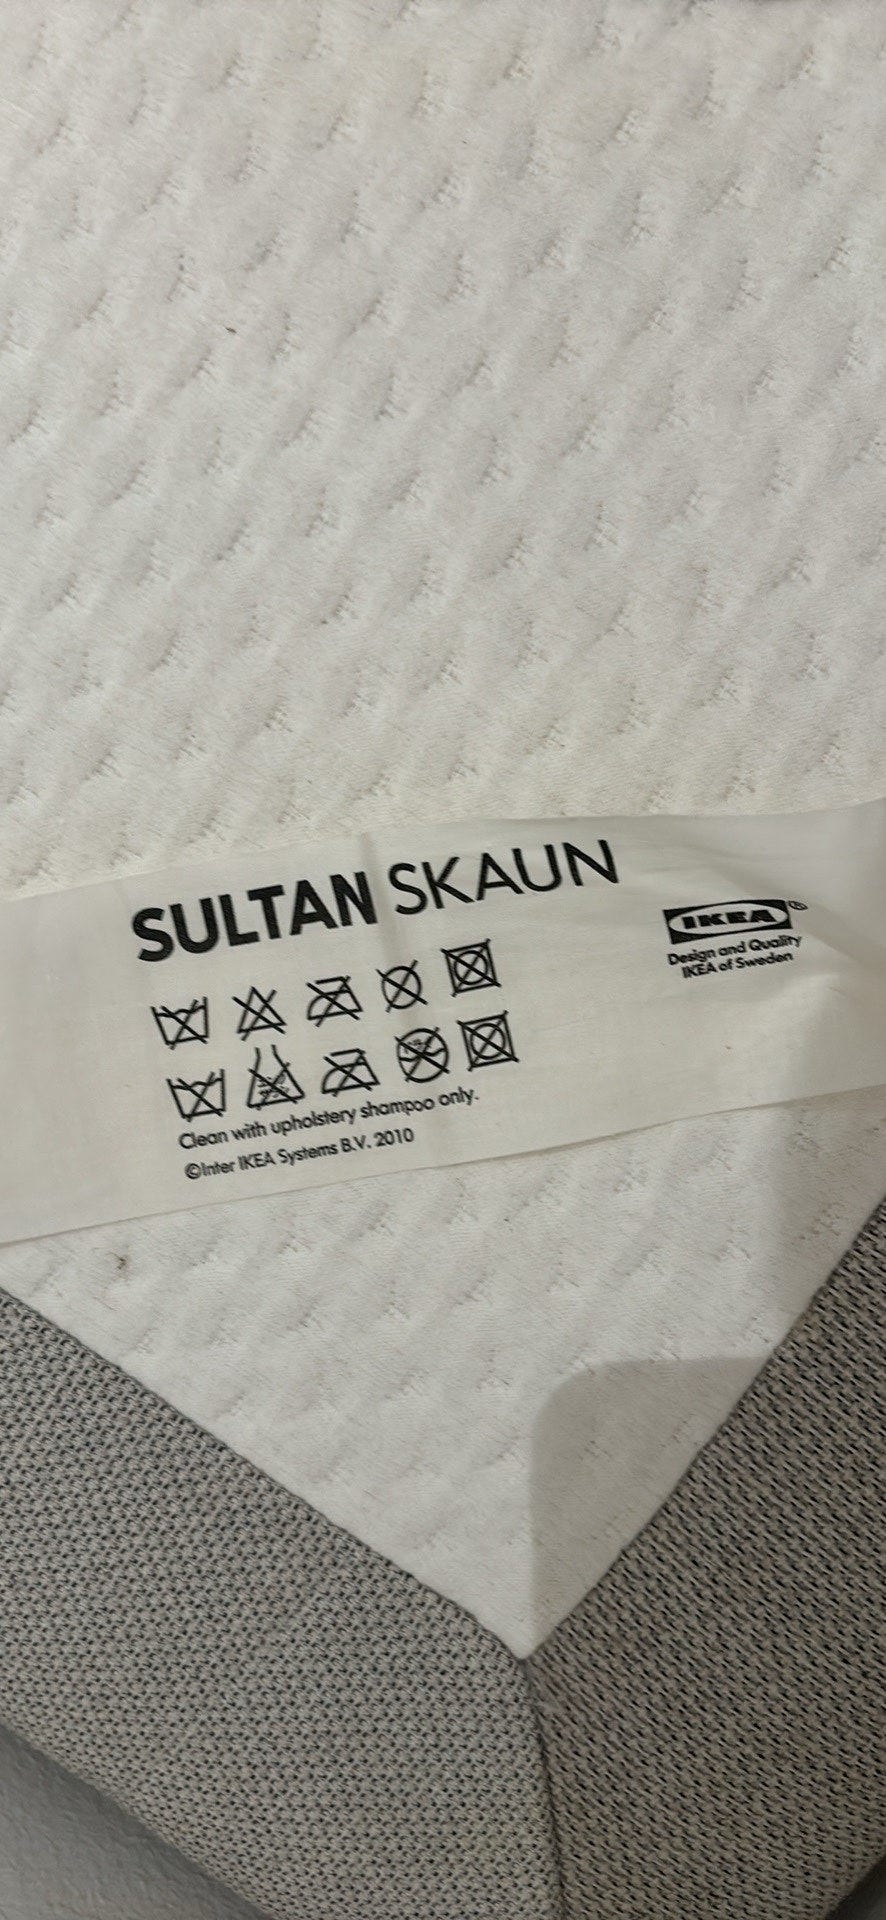 SULTAN SKAUN
IKEA®
Design and Quality
IKEA of Sweden
Clean with upholstery shampoo only.
©Inter IKEA Systems B.V. 2010